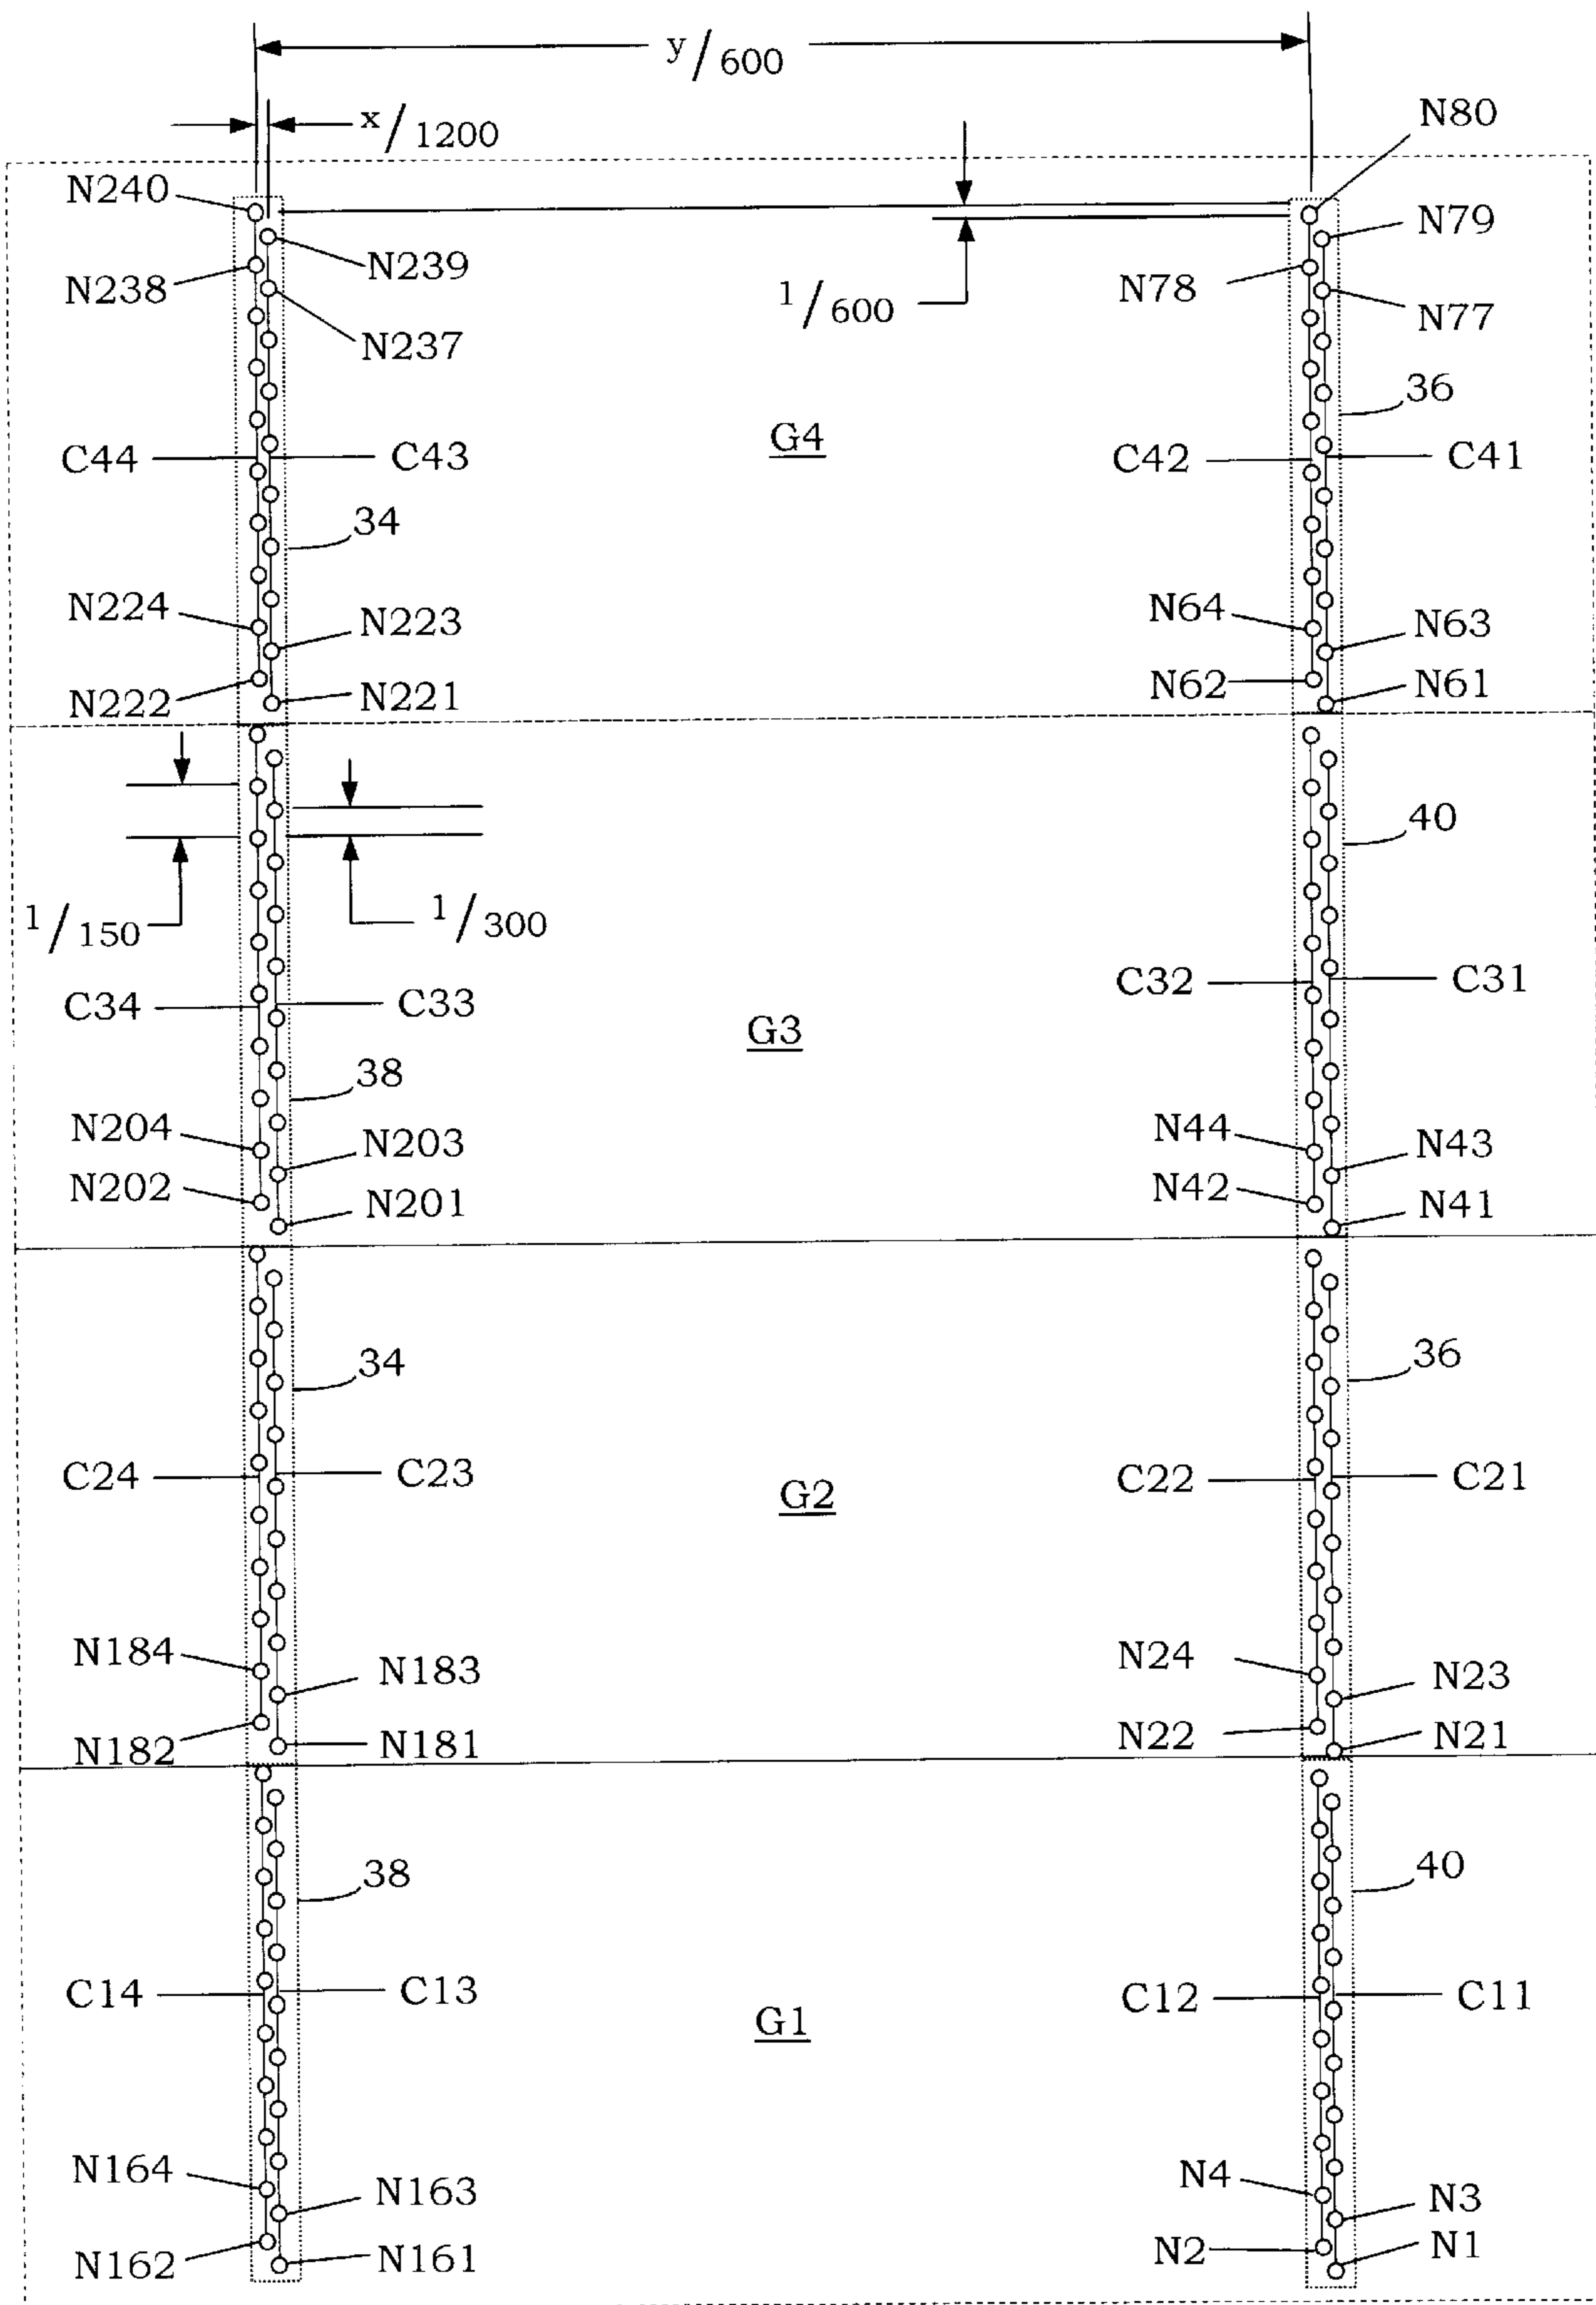 y/600
x/1200
N80
N240
N79
N239
N238
N78
1/600
N77
N237
36
G4
C44
C43
C42
C41
34
N224
N223
N64
N63
N222
N221
N62
N61
40
1/150
1/300
C34
C33
C32
C31
G3
38
N204
N203
N44
N43
N202
N201
N42
N41
34
36
C24
C23
C22
C21
G2
N184
N183
N24
N23
N182
N181
N22
N21
38
40
C14
C13
C12
C11
G1
N164
N163
N4
N3
N162
N161
N2
N1